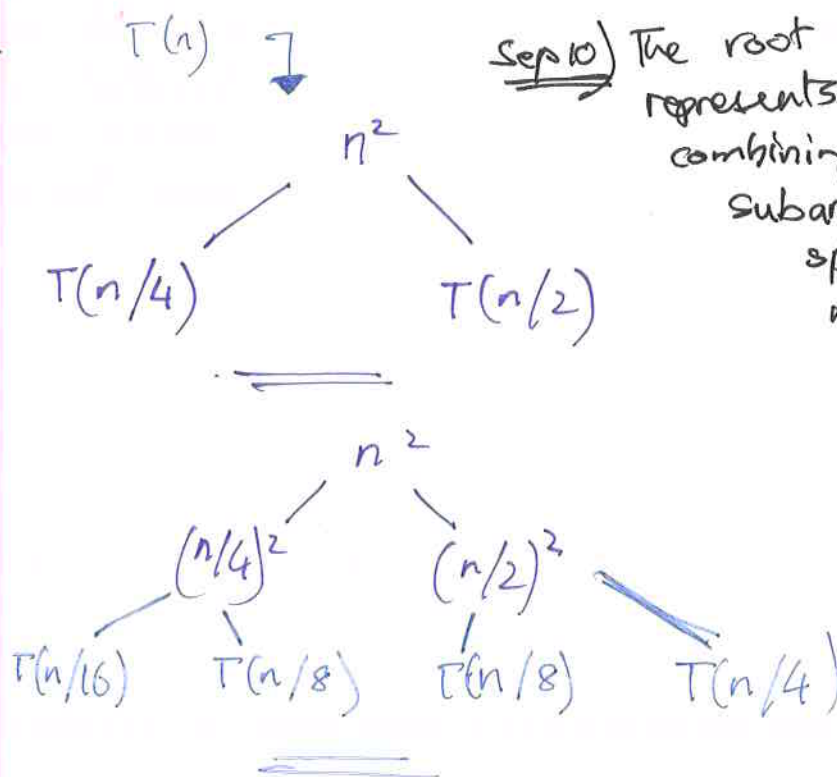 T(n)
Sep 10) The root
represents
combinin
subar
sp
n²
T(n/4) T(n/2)
n²
(n/4)² (n/2)²
T(n/16) T(n/8) T(n/8) T(n/4)